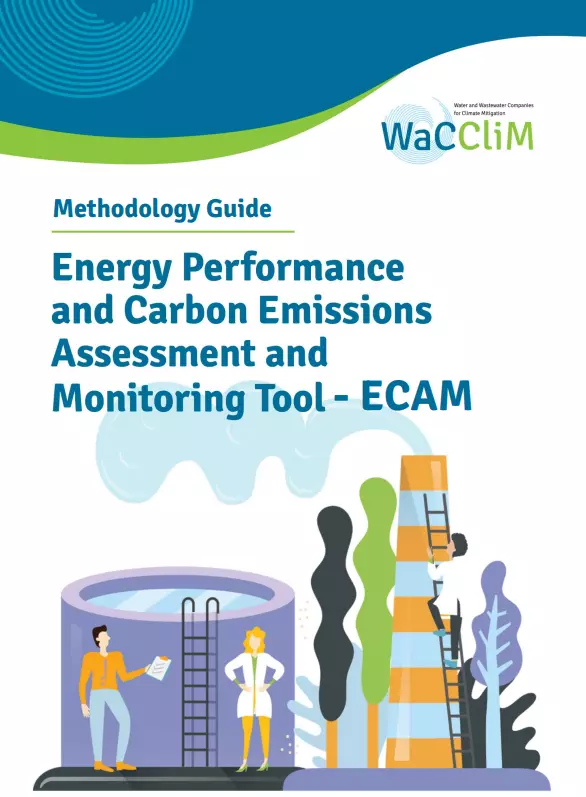 Water and Wastewater Companies
for Climate Mitigation
WaCCliM
Methodology Guide
Energy Performance
and Carbon Emissions
Assessment and
Monitoring Tool - ECAM